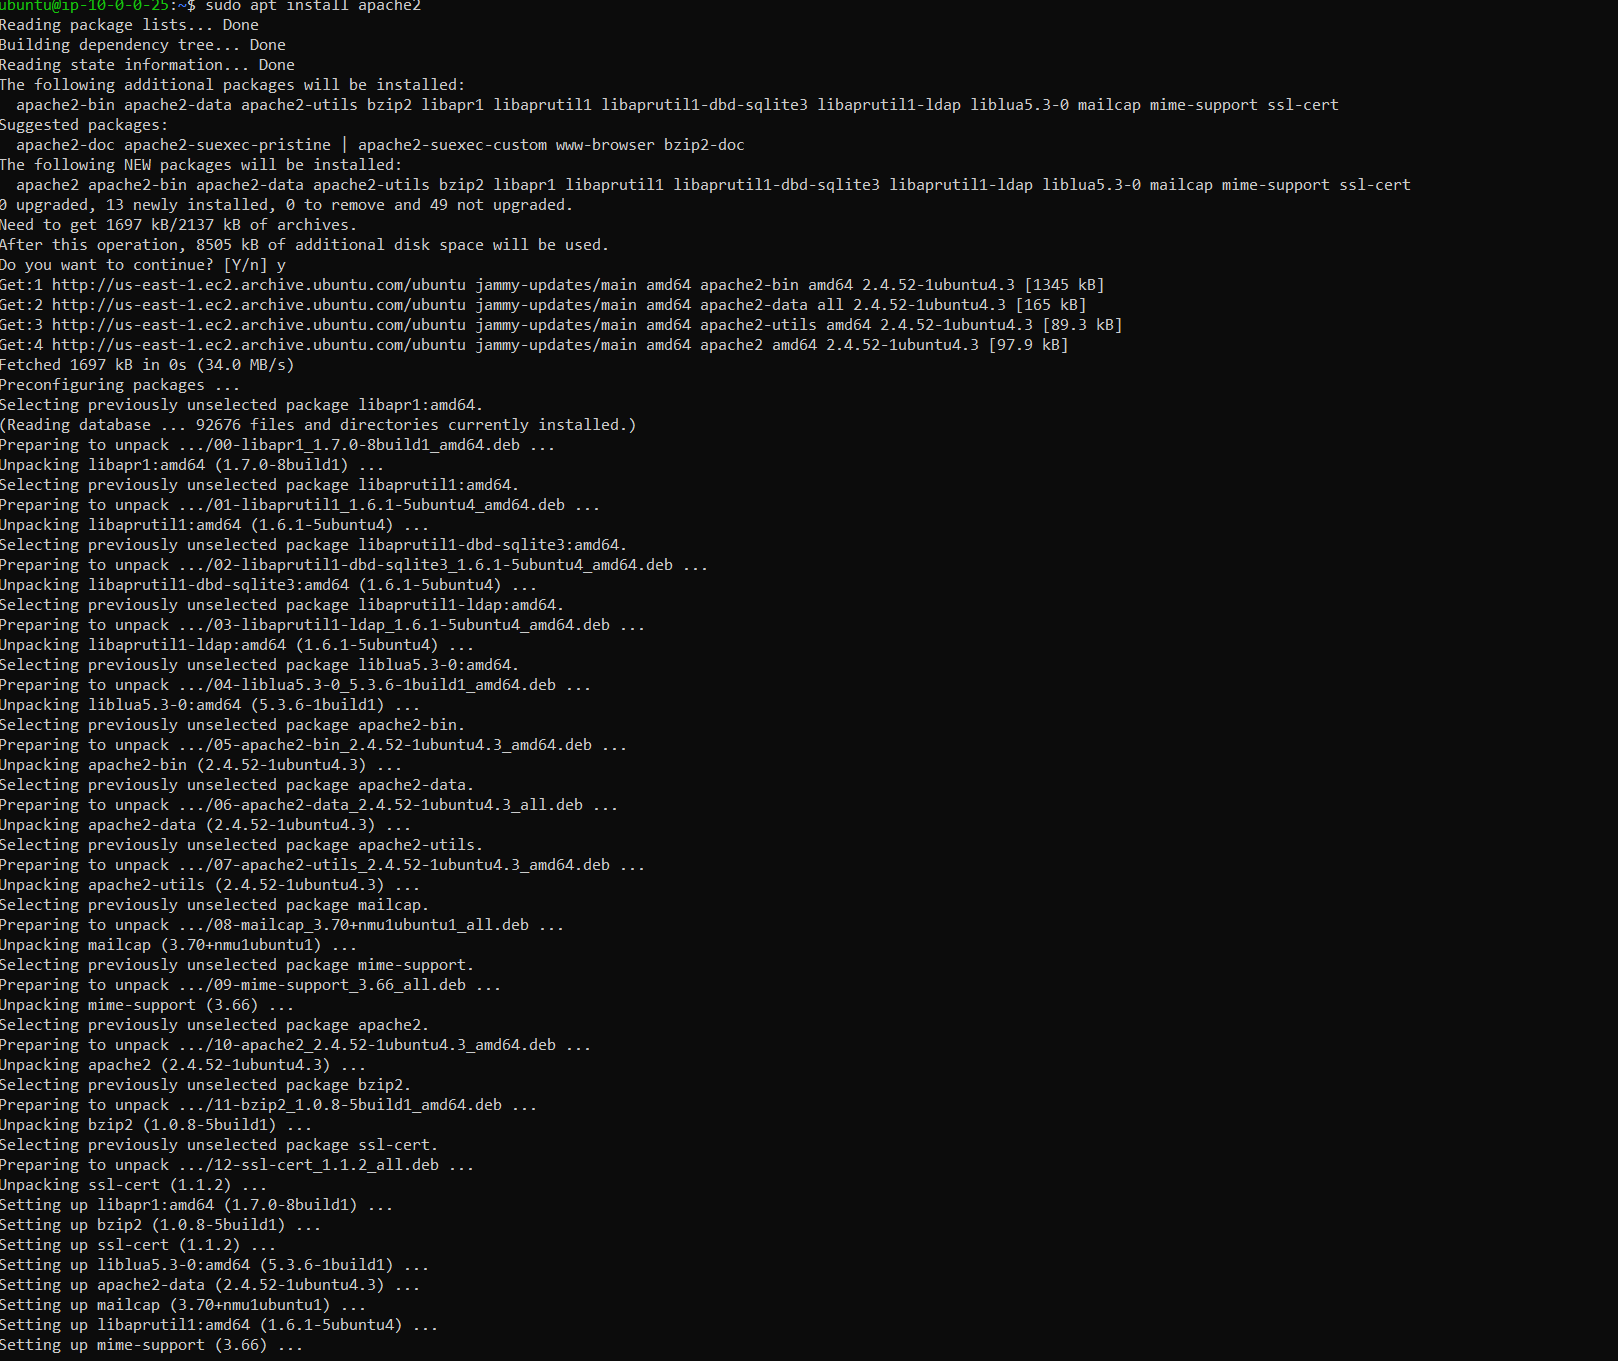 ubuntu@ip-10-0-0-25:~$ sudo apt install apache2
Reading package lists... Done
Building dependency tree... Done
Reading state information... Done
The following additional packages will be installed:
  apache2-bin apache2-data apache2-utils bzip2 libapr1 libaprutil1 libaprutil1-dbd-sqlite3 libaprutil1-ldap liblua5.3-0 mailcap mime-support ssl-cert
Suggested packages:
  apache2-doc apache2-suexec-pristine | apache2-suexec-custom www-browser bzip2-doc
The following NEW packages will be installed:
  apache2 apache2-bin apache2-data apache2-utils bzip2 libapr1 libaprutil1 libaprutil1-dbd-sqlite3 libaprutil1-ldap liblua5.3-0 mailcap mime-support ssl-cert
0 upgraded, 13 newly installed, 0 to remove and 49 not upgraded.
Need to get 1697 kB/2137 kB of archives.
After this operation, 8505 kB of additional disk space will be used.
Do you want to continue? [Y/n] y
Get:1 http://us-east-1.ec2.archive.ubuntu.com/ubuntu jammy-updates/main amd64 apache2-bin amd64 2.4.52-1ubuntu4.3 [1345 kB]
Get:2 http://us-east-1.ec2.archive.ubuntu.com/ubuntu jammy-updates/main amd64 apache2-data all 2.4.52-1ubuntu4.3 [165 kB]
Get:3 http://us-east-1.ec2.archive.ubuntu.com/ubuntu jammy-updates/main amd64 apache2-utils amd64 2.4.52-1ubuntu4.3 [89.3 kB]
Get:4 http://us-east-1.ec2.archive.ubuntu.com/ubuntu jammy-updates/main amd64 apache2 amd64 2.4.52-1ubuntu4.3 [97.9 kB]
Fetched 1697 kB in 0s (34.0 MB/s)
Preconfiguring packages ...
Selecting previously unselected package libapr1:amd64.
(Reading database ... 92676 files and directories currently installed.)
Preparing to unpack .../00-libapr1_1.7.0-8build1_amd64.deb ...
Unpacking libapr1:amd64 (1.7.0-8build1) ...
Selecting previously unselected package libaprutil1:amd64.
Preparing to unpack .../01-libaprutil1_1.6.1-5ubuntu4_amd64.deb ...
Unpacking libaprutil1:amd64 (1.6.1-5ubuntu4) ...
Selecting previously unselected package libaprutil1-dbd-sqlite3:amd64.
Preparing to unpack .../02-libaprutil1-dbd-sqlite3_1.6.1-5ubuntu4_amd64.deb ...
Unpacking libaprutil1-dbd-sqlite3:amd64 (1.6.1-5ubuntu4) ...
Selecting previously unselected package libaprutil1-ldap:amd64.
Preparing to unpack .../03-libaprutil1-ldap_1.6.1-5ubuntu4_amd64.deb ...
Unpacking libaprutil1-ldap:amd64 (1.6.1-5ubuntu4) ...
Selecting previously unselected package liblua5.3-0:amd64.
Preparing to unpack .../04-liblua5.3-0_5.3.6-1build1_amd64.deb ...
Unpacking liblua5.3-0:amd64 (5.3.6-1build1) ...
Selecting previously unselected package apache2-bin.
Preparing to unpack .../05-apache2-bin_2.4.52-1ubuntu4.3_amd64.deb ...
Unpacking apache2-bin (2.4.52-1ubuntu4.3) ...
Selecting previously unselected package apache2-data.
Preparing to unpack .../06-apache2-data_2.4.52-1ubuntu4.3_all.deb ...
Unpacking apache2-data (2.4.52-1ubuntu4.3) ...
Selecting previously unselected package apache2-utils.
Preparing to unpack .../07-apache2-utils_2.4.52-1ubuntu4.3_amd64.deb ...
Unpacking apache2-utils (2.4.52-1ubuntu4.3) ...
Selecting previously unselected package mailcap.
Preparing to unpack .../08-mailcap_3.70+nmu1ubuntu1_all.deb ...
Unpacking mailcap (3.70+nmu1ubuntu1) ...
Selecting previously unselected package mime-support.
Preparing to unpack .../09-mime-support_3.66_all.deb ...
Unpacking mime-support (3.66) ...
Selecting previously unselected package apache2.
Preparing to unpack .../10-apache2_2.4.52-1ubuntu4.3_amd64.deb ...
Unpacking apache2 (2.4.52-1ubuntu4.3) ...
Selecting previously unselected package bzip2.
Preparing to unpack .../11-bzip2_1.0.8-5build1_amd64.deb ...
Unpacking bzip2 (1.0.8-5build1) ...
Selecting previously unselected package ssl-cert.
Preparing to unpack .../12-ssl-cert_1.1.2_all.deb ...
Unpacking ssl-cert (1.1.2) ...
Setting up libapr1:amd64 (1.7.0-8build1) ...
Setting up bzip2 (1.0.8-5build1) ...
Setting up ssl-cert (1.1.2) ...
Setting up liblua5.3-0:amd64 (5.3.6-1build1) ...
Setting up apache2-data (2.4.52-1ubuntu4.3) ...
Setting up mailcap (3.70+nmu1ubuntu1) ...
Setting up libaprutil1:amd64 (1.6.1-5ubuntu4) ...
Setting up mime-support (3.66) ...